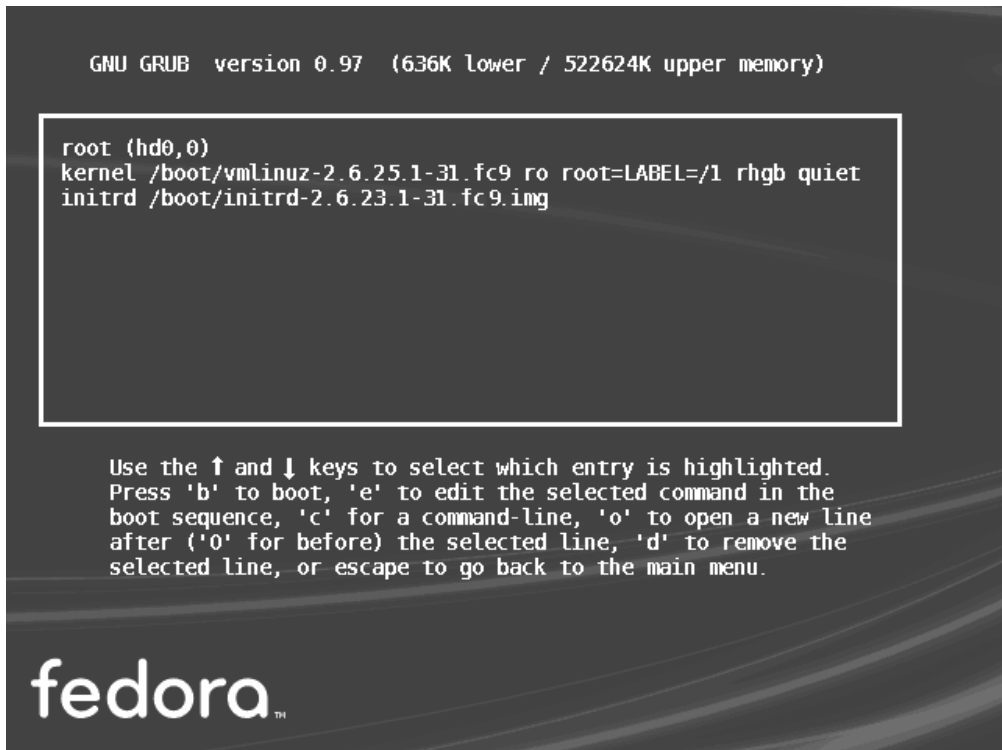 GNU GRUB version 0.97 (636K lower / 522624K upper memory)
root (hd0,0)
kernel /boot/vmlinuz-2.6.25.1-31.fc9 ro root=LABEL=/1 rhgb quiet
initrd /boot/initrd-2.6.23.1-31.fc9.img
Use the ↑ and ↓ keys to select which entry is highlighted.
Press 'b' to boot, 'e' to edit the selected command in the
boot sequence, 'c' for a command-line, 'o' to open a new line
after ('O' for before) the selected line, 'd' to remove the
selected line, or escape to go back to the main menu.
fedora™